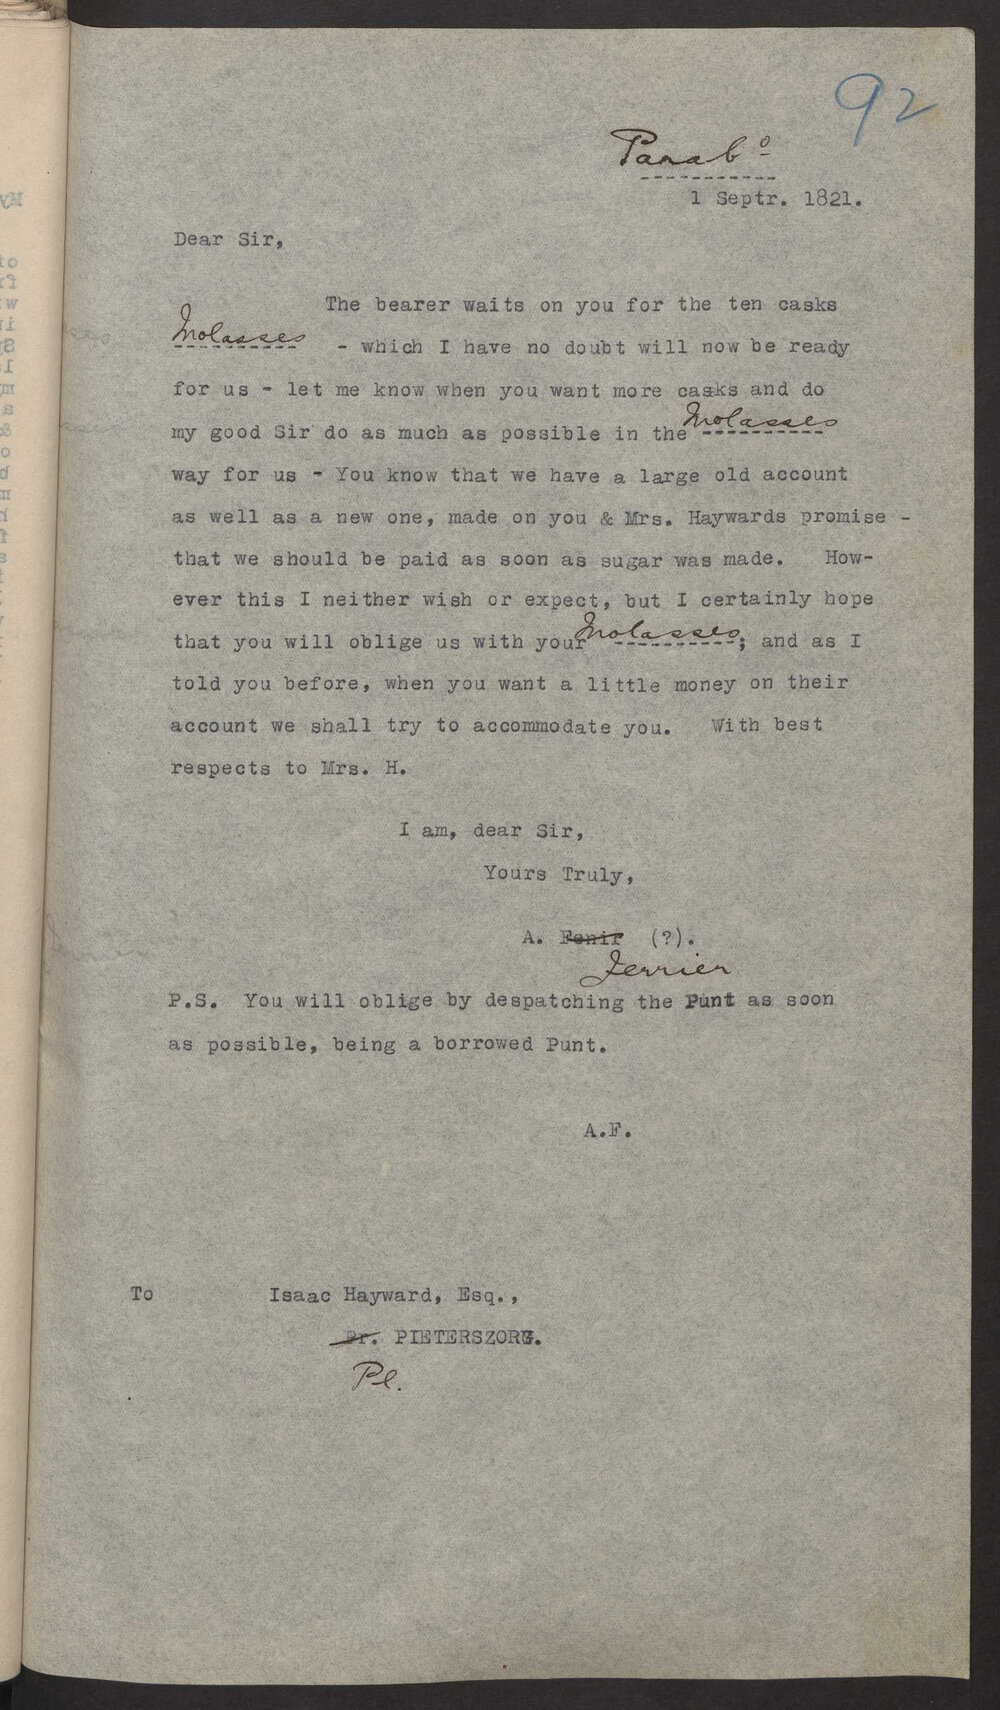 92
Parabº
1 Septr. 1821.
Dear Sir,
The bearer waits on you for the ten casks
Molasses - which I have no doubt will now be ready
for us - let me know when you want more casks and do
my good Sir do as much as possible in the Molasses
way for us - You know that we have a large old account
as well as a new one, made on you & Mrs. Haywards promise -
that we should be paid as soon as sugar was made. How-
ever this I neither wish or expect, but I certainly hope
that you will oblige us with your Molasses; and as I
told you before, when you want a little money on their
account we shall try to accommodate you. With best
respects to Mrs. H.
I am, dear Sir,
Yours Truly,
A. Fenir (?).
Ferrier
P.S. You will oblige by despatching the Punt as soon
as possible, being a borrowed Punt.
A.F.
To Isaac Hayward, Esq.,
Pr. PIETERSZORG.
Pl.